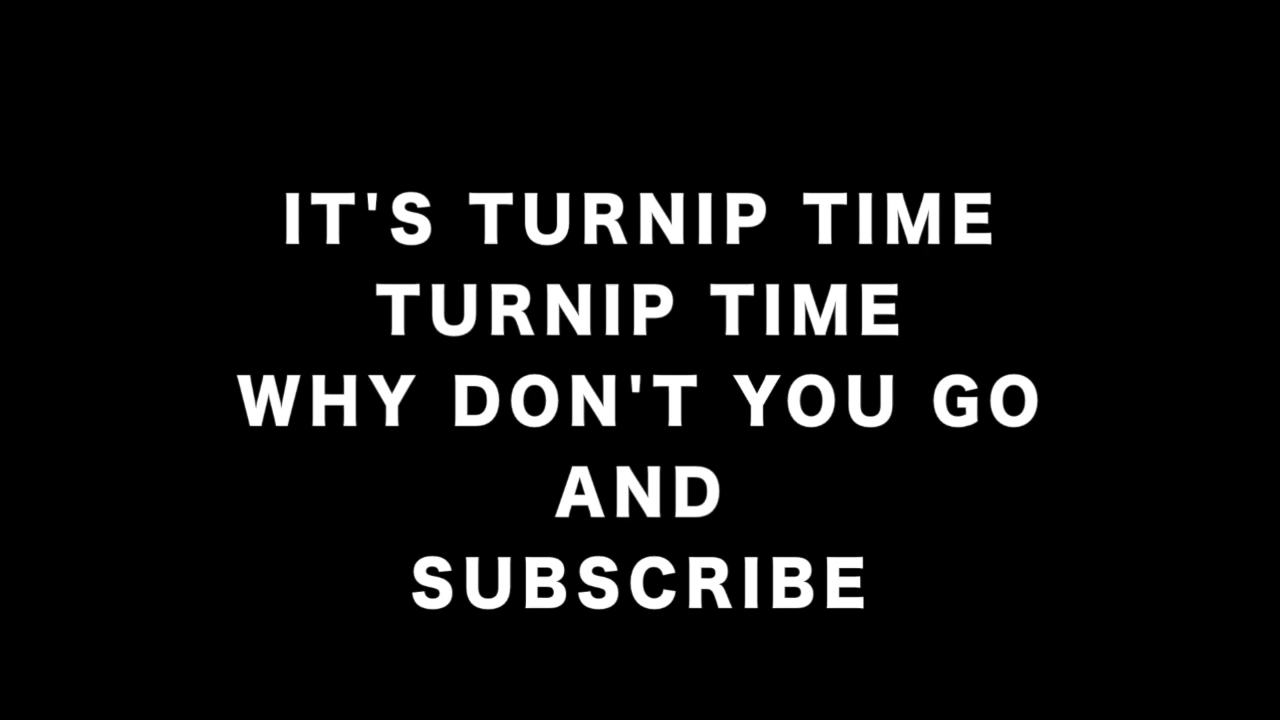 IT'S TURNIP TIME
TURNIP TIME
WHY DON'T YOU GO
AND
SUBSCRIBE